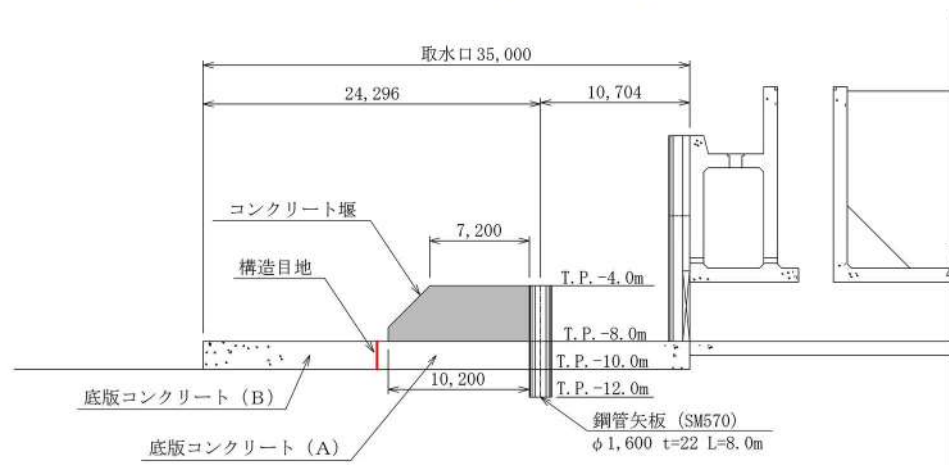 取水口35,000
24,296
10,704
コンクリート堰
7,200
構造目地
T.P.-4.0m
T.P.-8.0m
T.P.-10.0m
10,200
T.P.-12.0m
底版コンクリート（B）
鋼管矢板（SM570）
φ1,600 t=22 L=8.0m
底版コンクリート（A）